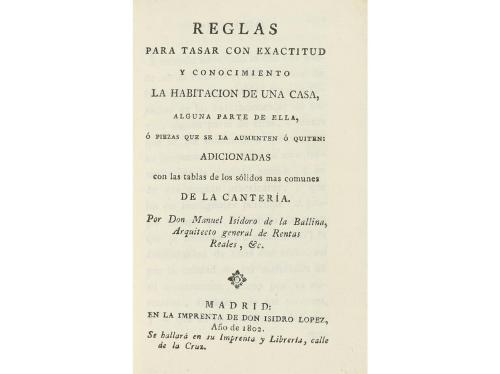 REGLAS
PARA TASAR CON EXACTITUD
Y CONOCIMIENTO
LA HABITACION DE UNA CASA,
ALGUNA PARTE DE ELLA,
Ó PIEZAS QUE SE LA AUMENTEN Ó QUITEN:
ADICIONADAS
con las tablas de los sólidos mas comunes
DE LA CANTERÍA.
Por Don Manuel Isidoro de la Ballina,
Arquitecto general de Rentas
Reales, &c.
MADRID:
EN LA IMPRENTA DE DON ISIDRO LOPEZ,
Año de 1802.
Se hallará en su Imprenta y Librería, calle
de la Cruz.